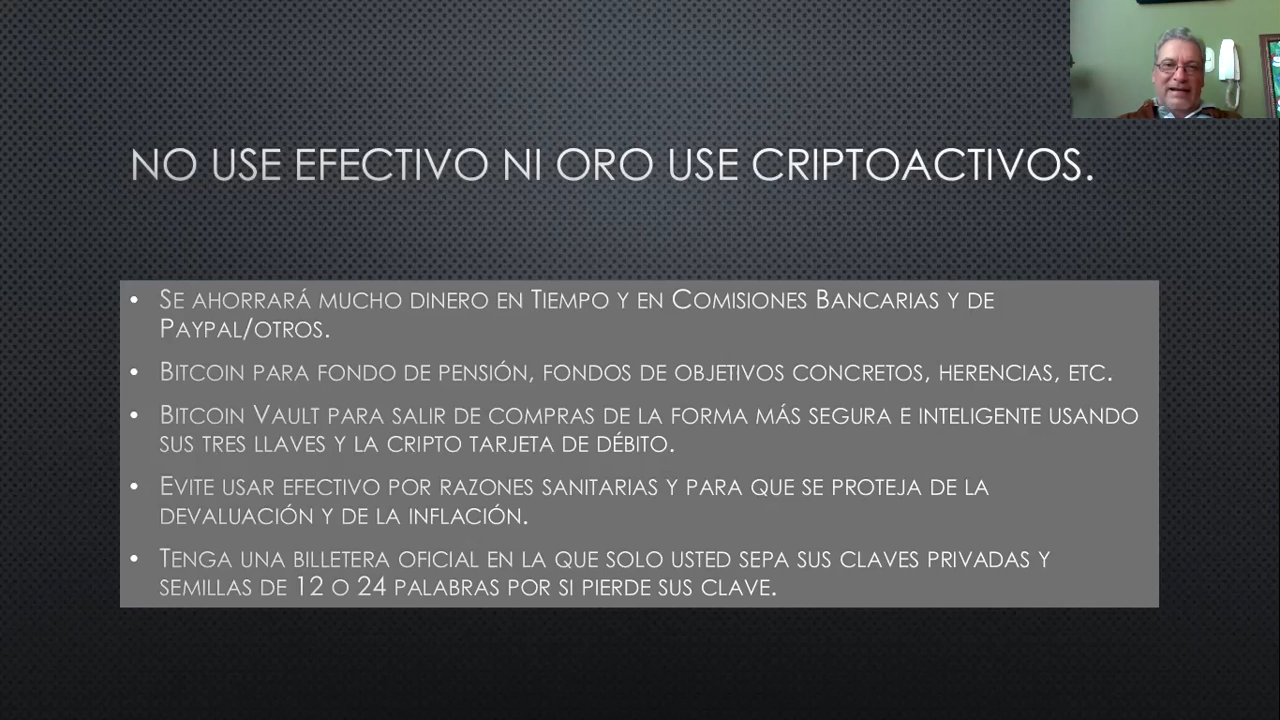 NO USE EFECTIVO NI ORO USE CRIPTOACTIVOS.
• SE AHORRARÁ MUCHO DINERO EN TIEMPO Y EN COMISIONES BANCARIAS Y DE
PAYPAL/OTROS.
• BITCOIN PARA FONDO DE PENSIÓN, FONDOS DE OBJETIVOS CONCRETOS, HERENCIAS, ETC.
• BITCOIN VAULT PARA SALIR DE COMPRAS DE LA FORMA MÁS SEGURA E INTELIGENTE USANDO
SUS TRES LLAVES Y LA CRIPTO TARJETA DE DÉBITO.
• EVITE USAR EFECTIVO POR RAZONES SANITARIAS Y PARA QUE SE PROTEJA DE LA
DEVALUACIÓN Y DE LA INFLACIÓN.
• TENGA UNA BILLETERA OFICIAL EN LA QUE SOLO USTED SEPA SUS CLAVES PRIVADAS Y
SEMILLAS DE 12 O 24 PALABRAS POR SI PIERDE SUS CLAVE.